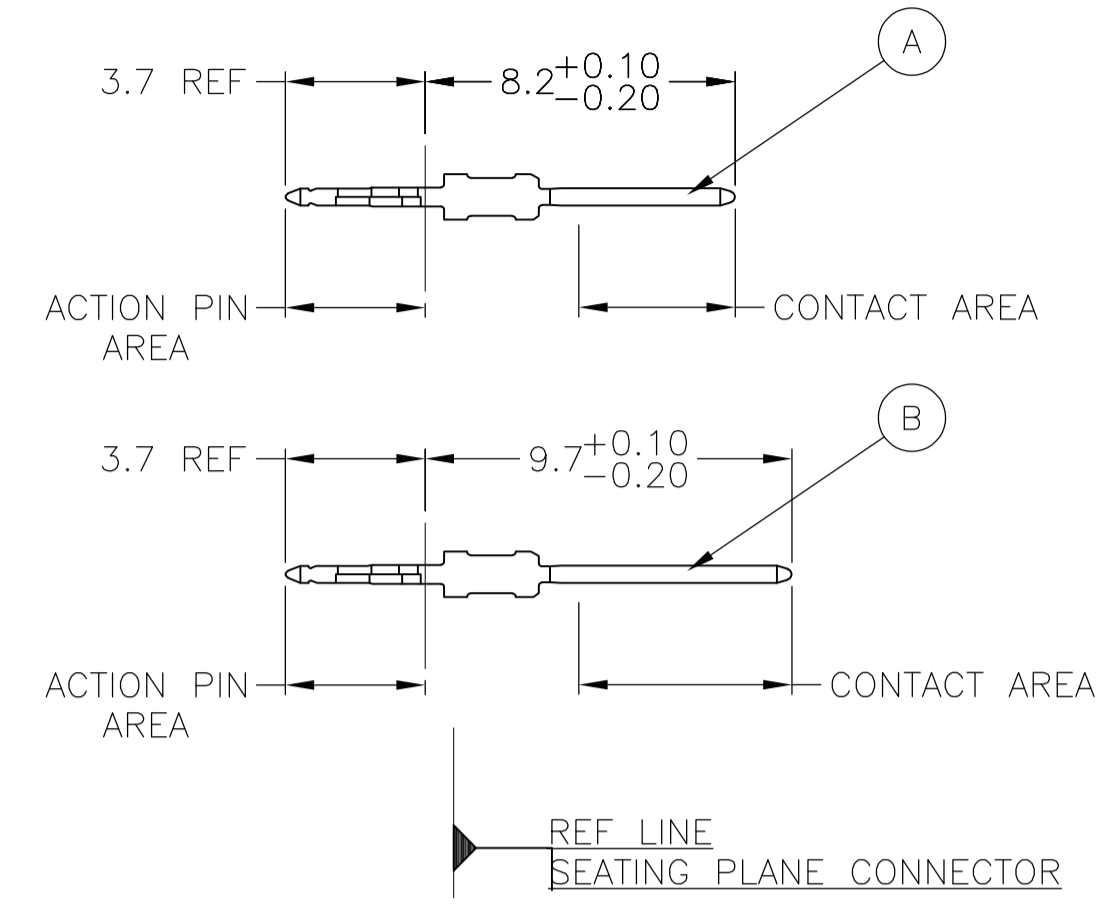 A
3.7 REF
8.2 +0.10
-0.20
ACTION PIN
AREA
CONTACT AREA
B
3.7 REF
9.7 +0.10
-0.20
ACTION PIN
AREA
CONTACT AREA
REF LINE
SEATING PLANE CONNECTOR